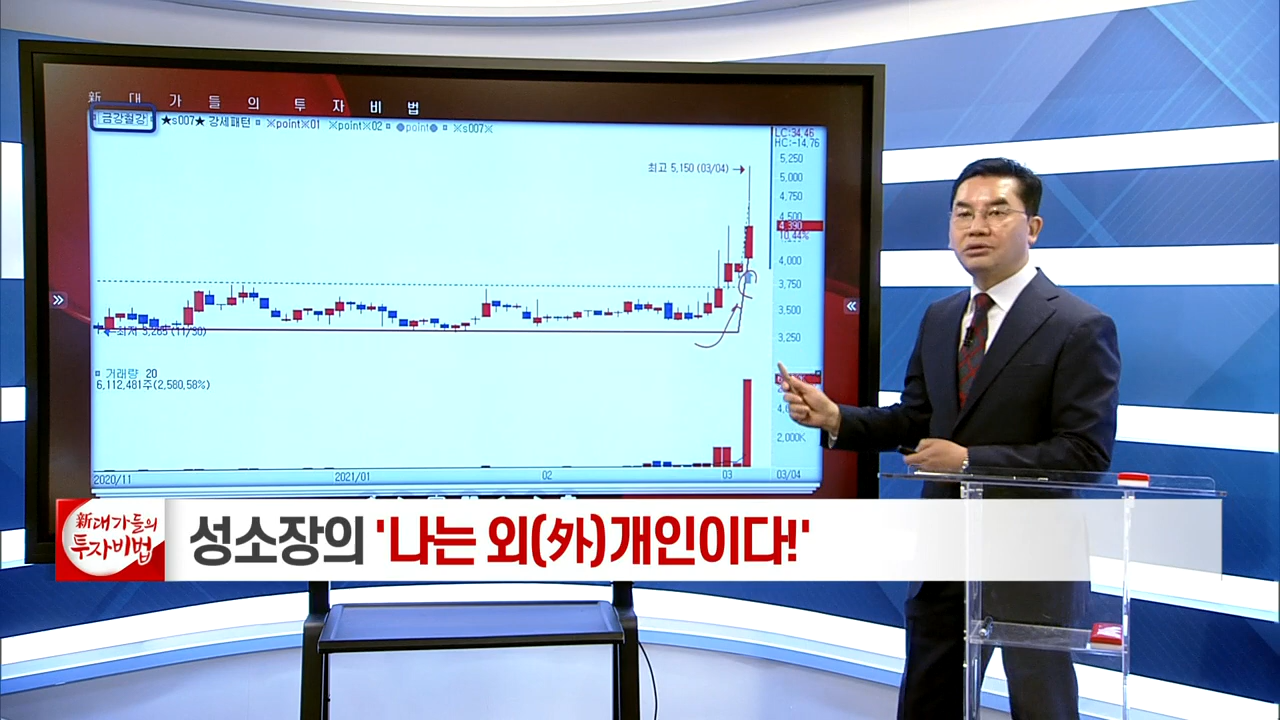 新 대 가 들 의 투 자 비 법
금강철강 ★s007★ 강세패턴 ¤ ※point※01 ※point※02 ¤ ●point● ¤ ※s007※
LC:34.46
HC:-14.76
최고 5,150 (03/04) →
5,250
5,000
4,750
4,500
4,390
10.44%
4,000
3,750
3,500
3,250
←최저 3,265 (11/30)
¤ 거래량 20
6,112,481주(2,580.58%)
2,000K
2020/11 2021/01 02 03 03/04
新대가들의
투자비법
성소장의 '나는 외(外)개인이다!'